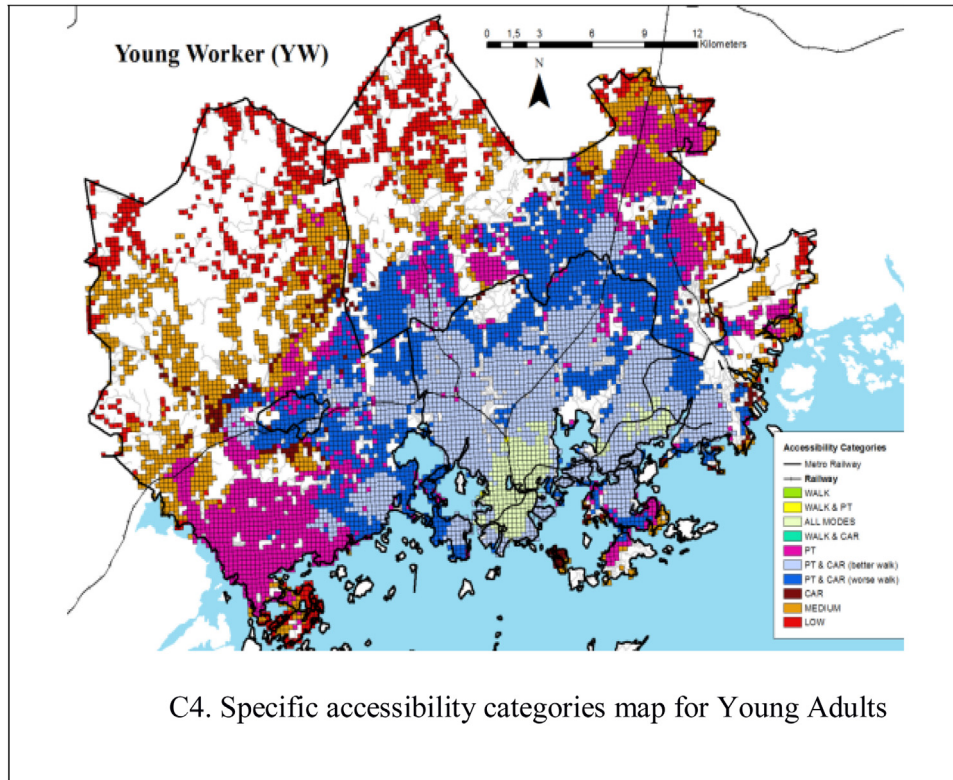 Young Worker (YW)
0 1,5 3 6 9 12
Kilometers
N
Accessibility Categories
Metro Railway
Railway
WALK
WALK & PT
ALL MODES
WALK & CAR
PT
PT & CAR (better walk)
PT & CAR (worse walk)
CAR
MEDIUM
LOW
C4. Specific accessibility categories map for Young Adults